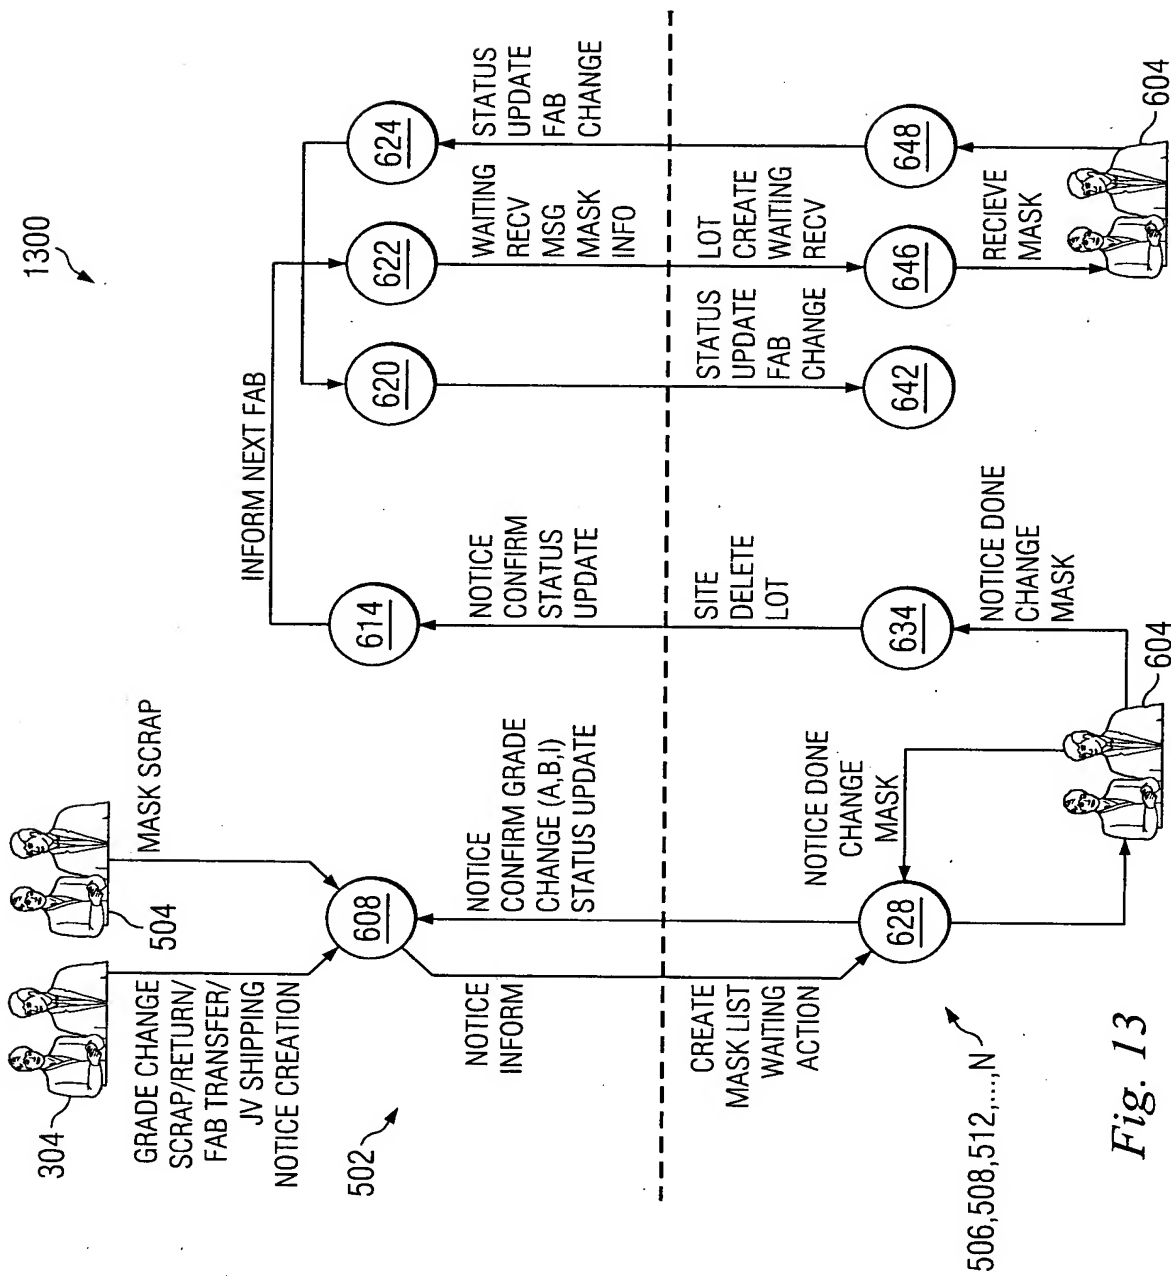 1300
304
GRADE CHANGE
SCRAP/RETURN/
FAB TRANSFER/
JV SHIPPING
NOTICE CREATION
504
MASK SCRAP
608
502
NOTICE
INFORM
NOTICE
CONFIRM GRADE
CHANGE (A,B,I)
STATUS UPDATE
614
NOTICE
CONFIRM
STATUS
UPDATE
INFORM NEXT FAB
620
622
624
WAITING
RECV
MSG
MASK
INFO
STATUS
UPDATE
FAB
CHANGE
CREATE
MASK LIST
WAITING
ACTION
628
NOTICE DONE
CHANGE
MASK
604
SITE
DELETE
LOT
634
NOTICE DONE
CHANGE
MASK
STATUS
UPDATE
FAB
CHANGE
642
LOT
CREATE
WAITING
RECV
646
RECIEVE
MASK
648
604
506,508,512,...,N
Fig. 13